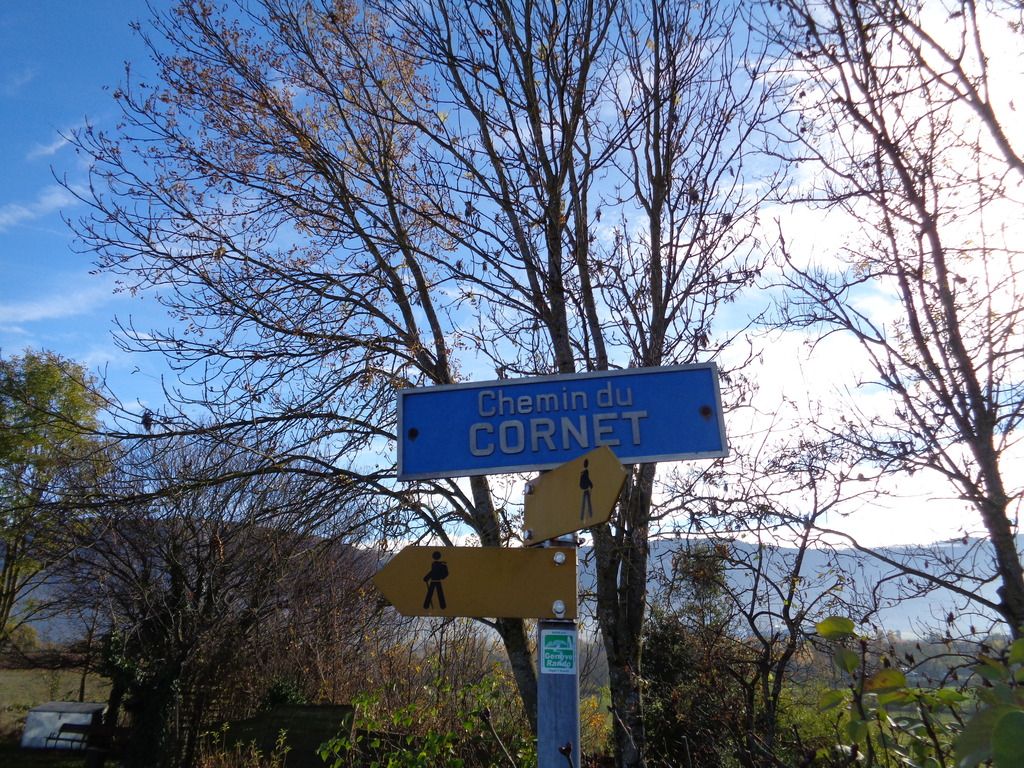 Chemin du
CORNET
Genève
Rando